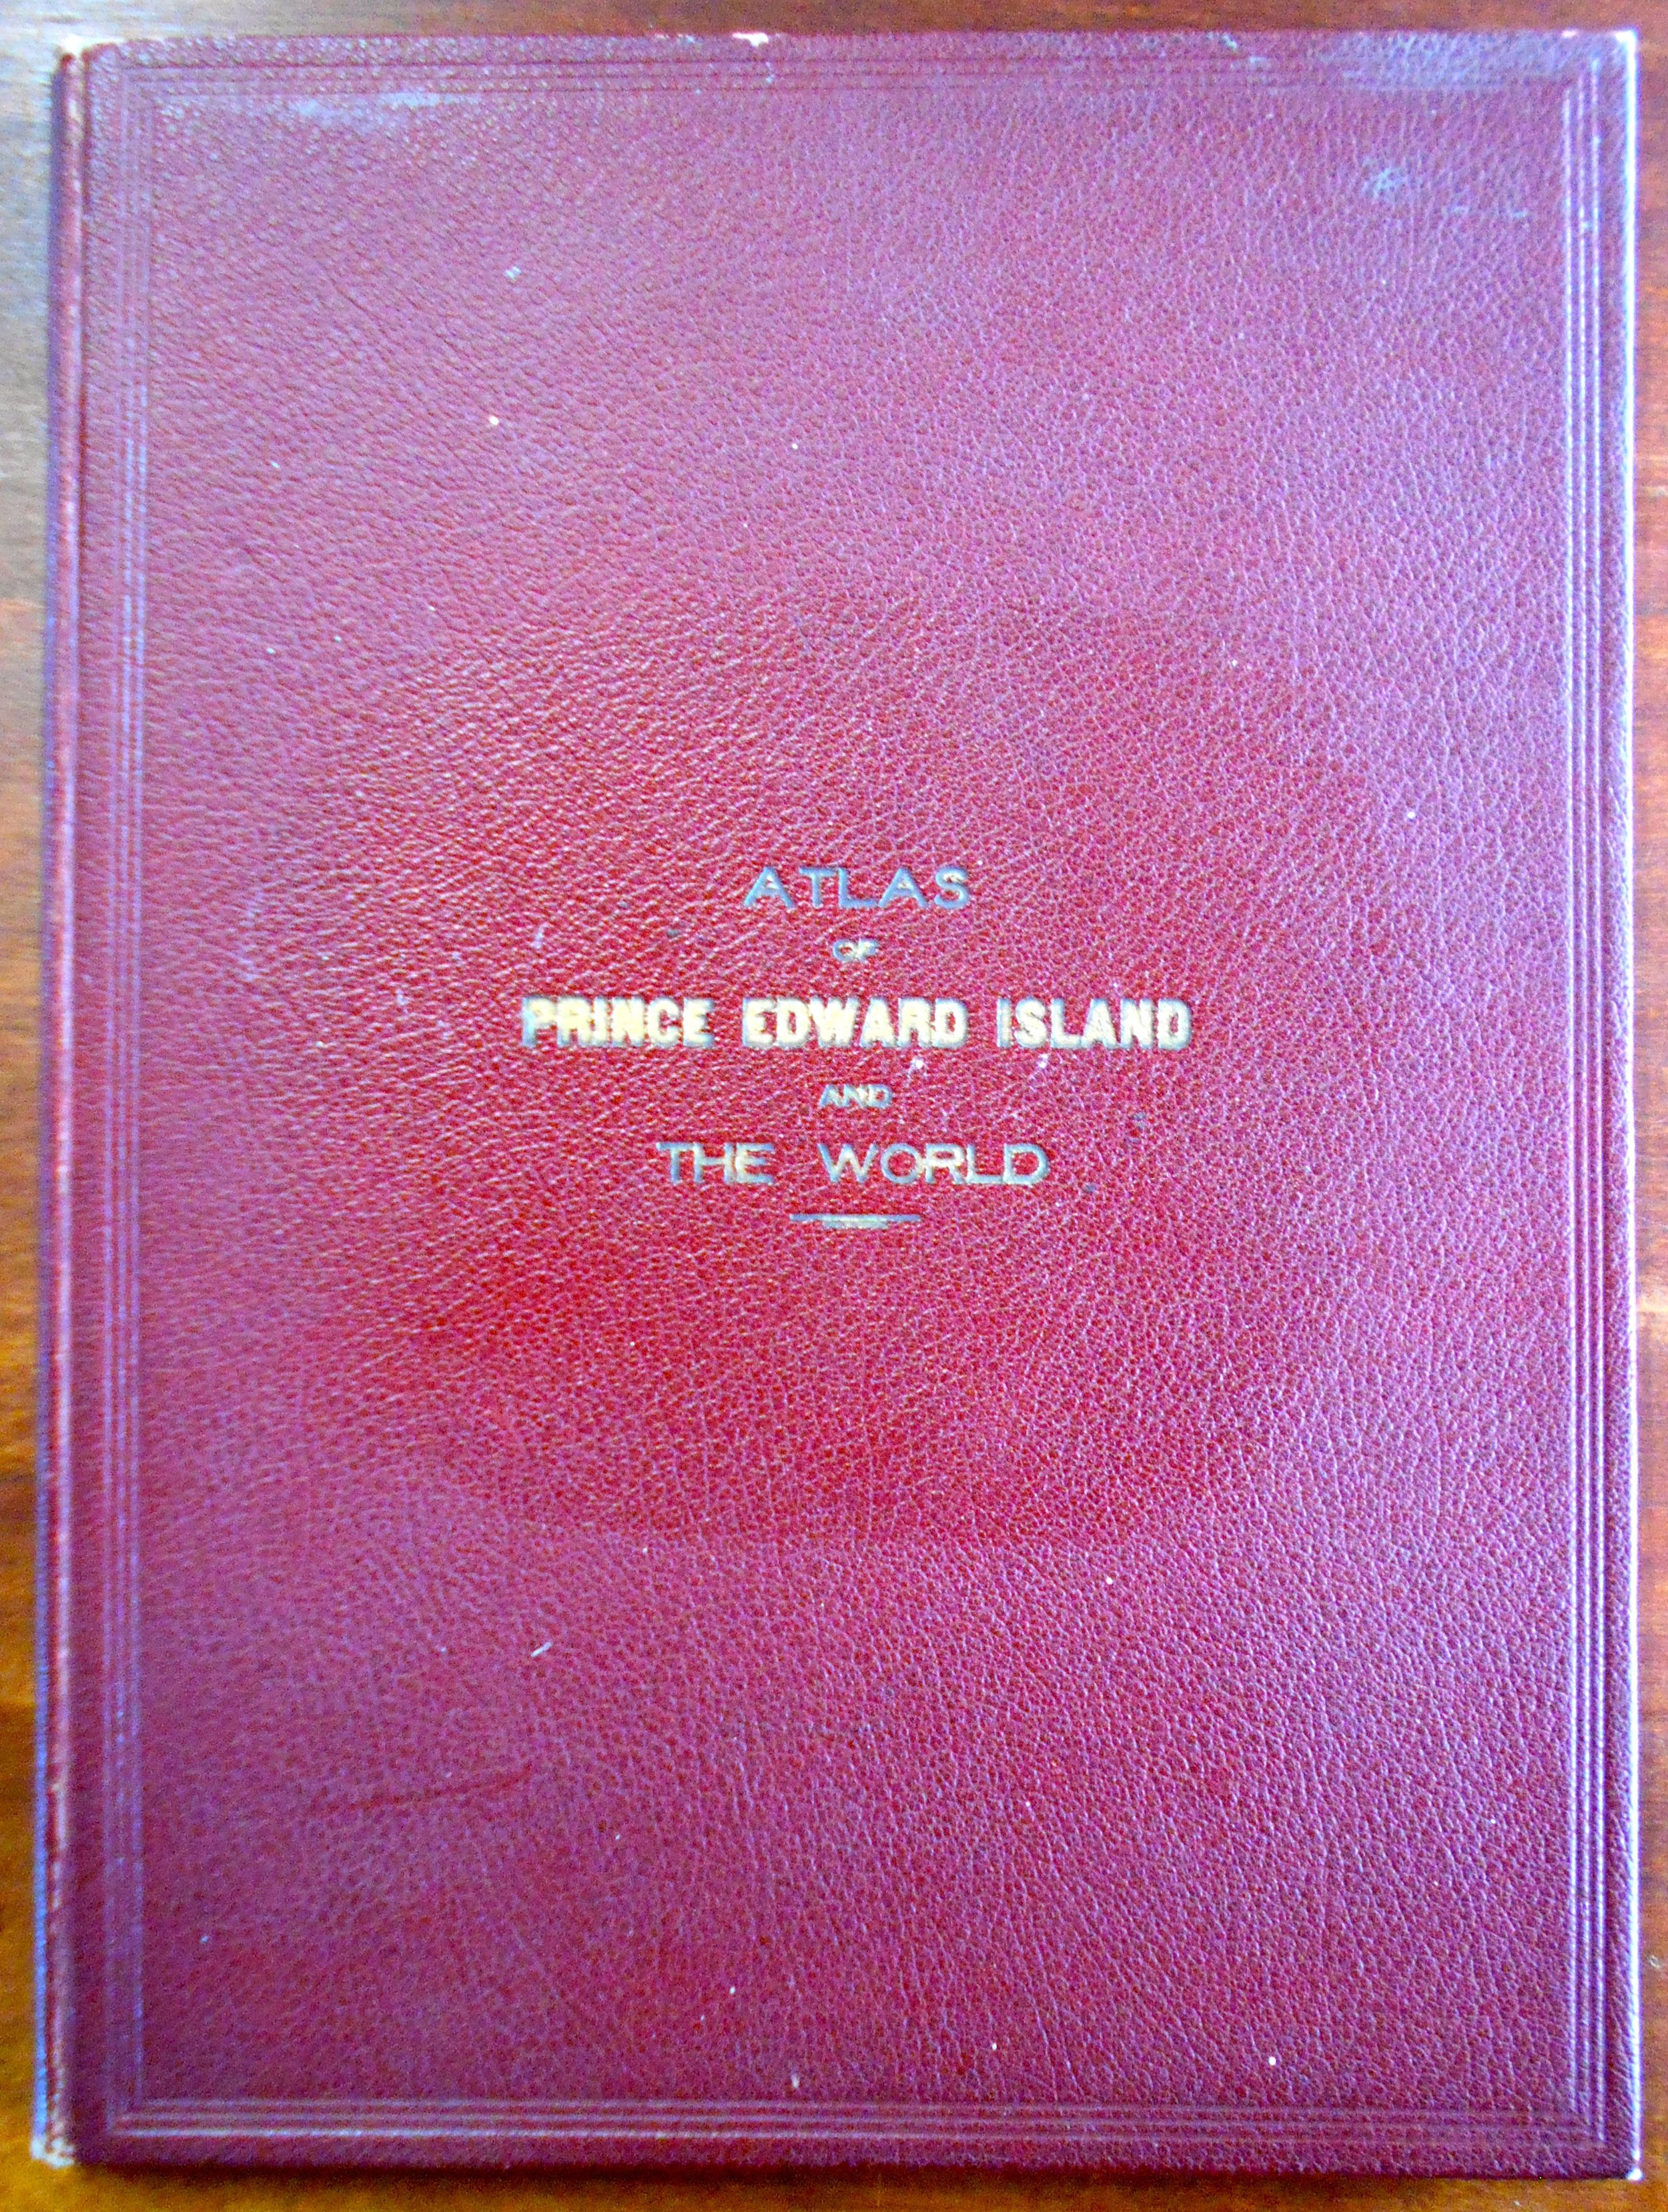 ATLAS
OF
PRINCE EDWARD ISLAND
AND
THE WORLD